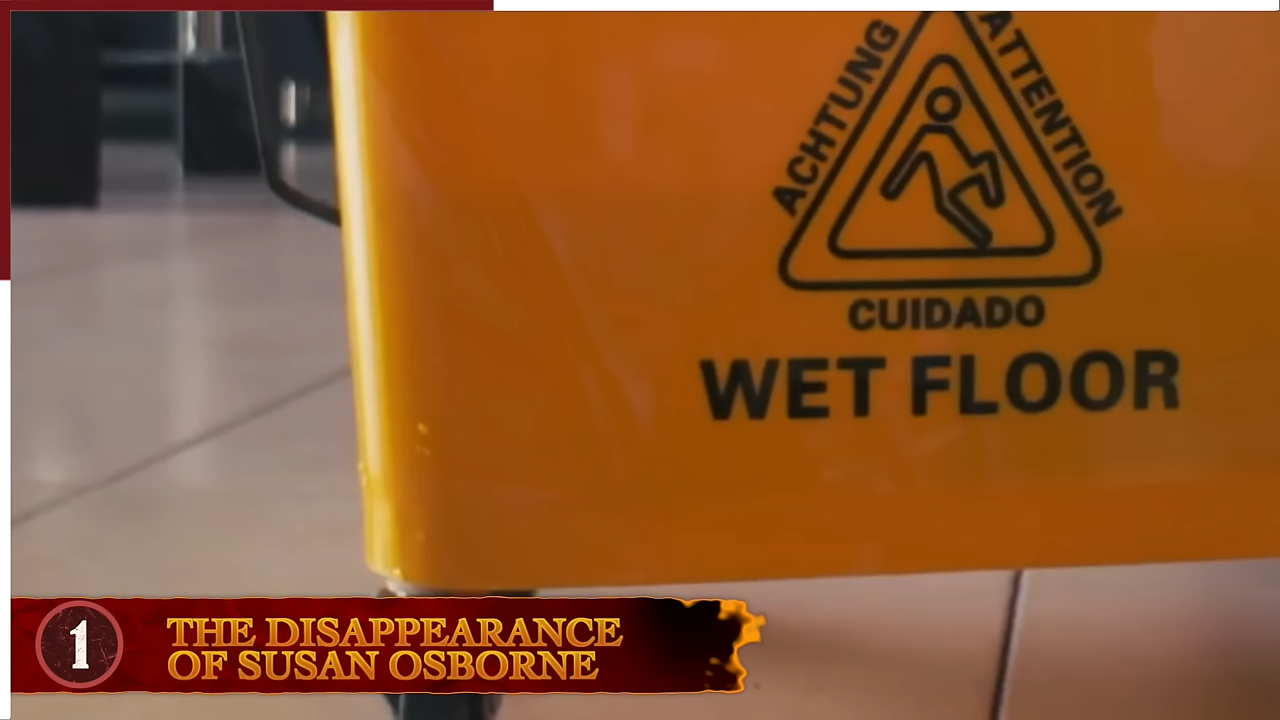 ACHTUNG
ATTENTION
CUIDADO
WET FLOOR
1
THE DISAPPEARANCE
OF SUSAN OSBORNE